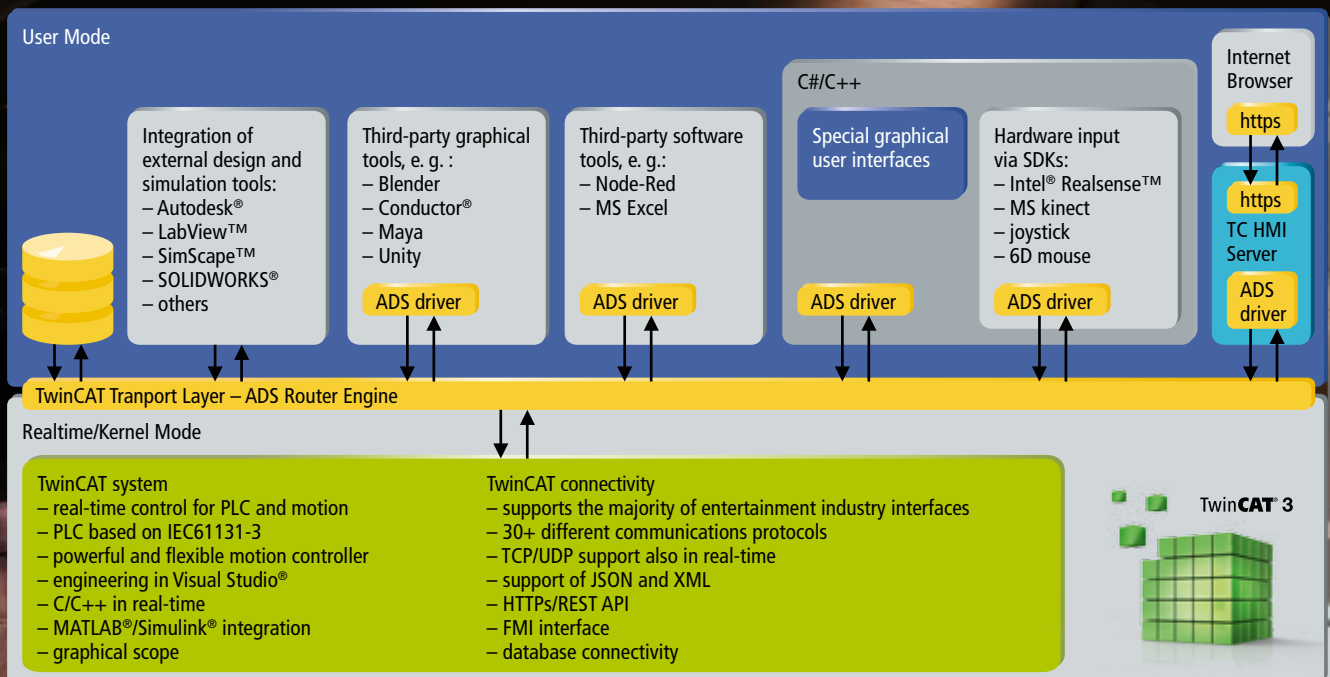 User Mode
Integration of
external design and
simulation tools:
– Autodesk®
– LabView™
– SimScape™
– SOLIDWORKS®
– others
Third-party graphical
tools, e. g. :
– Blender
– Conductor®
– Maya
– Unity
ADS driver
Third-party software
tools, e. g.:
– Node-Red
– MS Excel
ADS driver
C#/C++
Special graphical
user interfaces
ADS driver
Hardware input
via SDKs:
– Intel® Realsense™
– MS kinect
– joystick
– 6D mouse
ADS driver
Internet
Browser
https
https
TC HMI
Server
ADS
driver
TwinCAT Tranport Layer – ADS Router Engine
Realtime/Kernel Mode
TwinCAT system
– real-time control for PLC and motion
– PLC based on IEC61131-3
– powerful and flexible motion controller
– engineering in Visual Studio®
– C/C++ in real-time
– MATLAB®/Simulink® integration
– graphical scope
TwinCAT connectivity
– supports the majority of entertainment industry interfaces
– 30+ different communications protocols
– TCP/UDP support also in real-time
– support of JSON and XML
– HTTPs/REST API
– FMI interface
– database connectivity
TwinCAT® 3